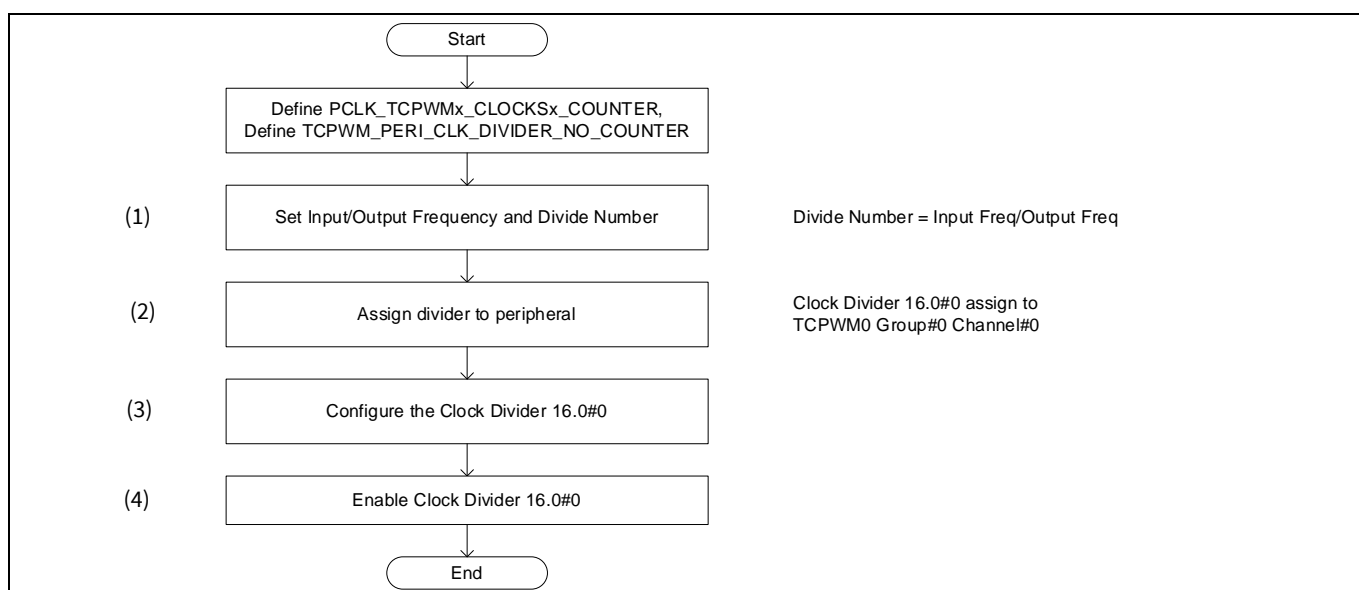 Start
Define PCLK_TCPWMx_CLOCKSx_COUNTER,
Define TCPWM_PERI_CLK_DIVIDER_NO_COUNTER
(1)
Set Input/Output Frequency and Divide Number
Divide Number = Input Freq/Output Freq
(2)
Assign divider to peripheral
Clock Divider 16.0#0 assign to
TCPWM0 Group#0 Channel#0
(3)
Configure the Clock Divider 16.0#0
(4)
Enable Clock Divider 16.0#0
End